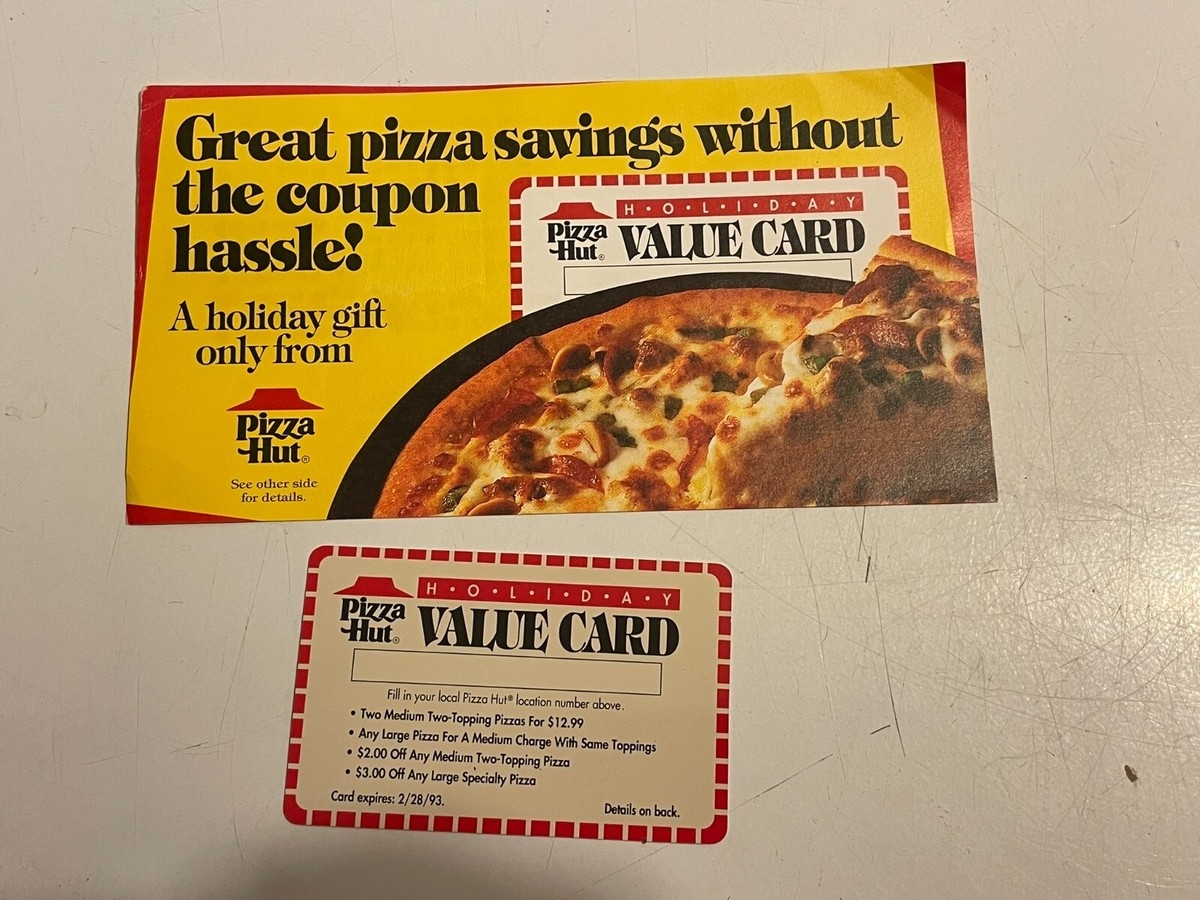 Great pizza savings without
the coupon
hassle!
A holiday gift
only from
Pizza
Hut®
See other side
for details.
H•O•L•I•D•A•Y
Pizza
Hut®
VALUE CARD
H•O•L•I•D•A•Y
Pizza
Hut®
VALUE CARD
Fill in your local Pizza Hut® location number above.
• Two Medium Two-Topping Pizzas For $12.99
• Any Large Pizza For A Medium Charge With Same Toppings
• $2.00 Off Any Medium Two-Topping Pizza
• $3.00 Off Any Large Specialty Pizza
Card expires: 2/28/93.
Details on back.